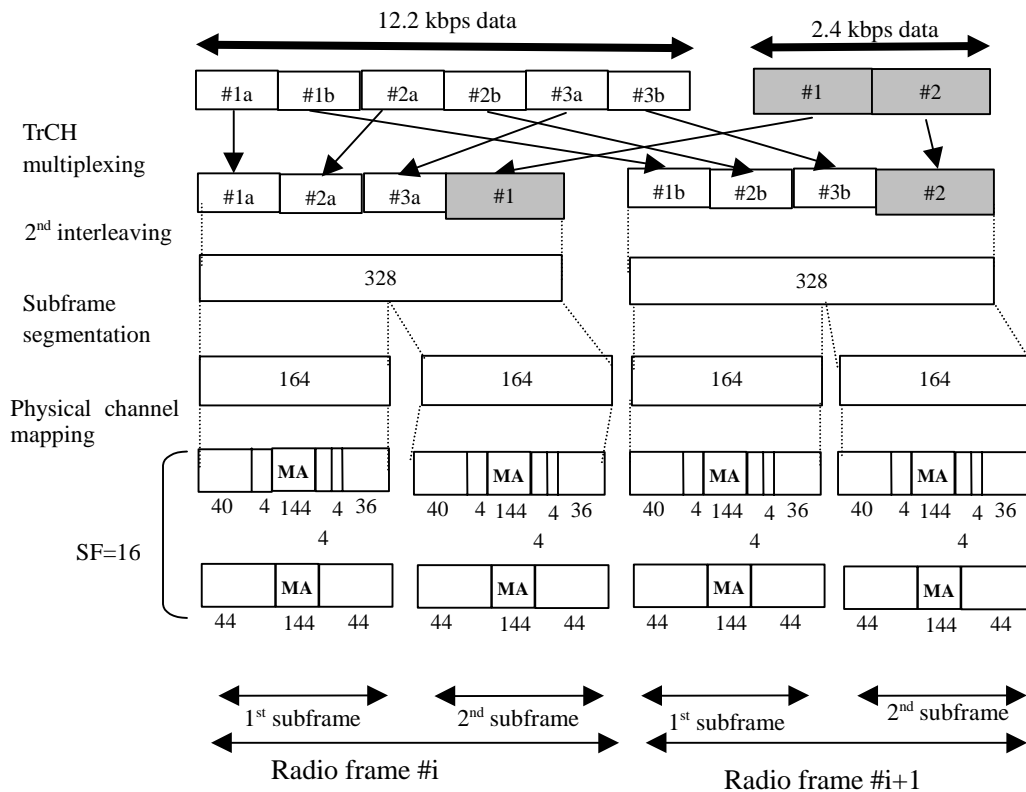 12.2 kbps data 2.4 kbps data
#1a #1b #2a #2b #3a #3b #1 #2
TrCH
multiplexing
#1a #2a #3a #1 #1b #2b #3b #2
2nd interleaving
328 328
Subframe
segmentation
164 164 164 164
Physical channel
mapping
MA MA MA MA
40 4 144 4 36 40 4 144 4 36 40 4 144 4 36 40 4 144 4 36
4 4 4 4
SF=16
MA MA MA MA
44 144 44 44 144 44 44 144 44 44 144 44
1st subframe 2nd subframe 1st subframe 2nd subframe
Radio frame #i Radio frame #i+1